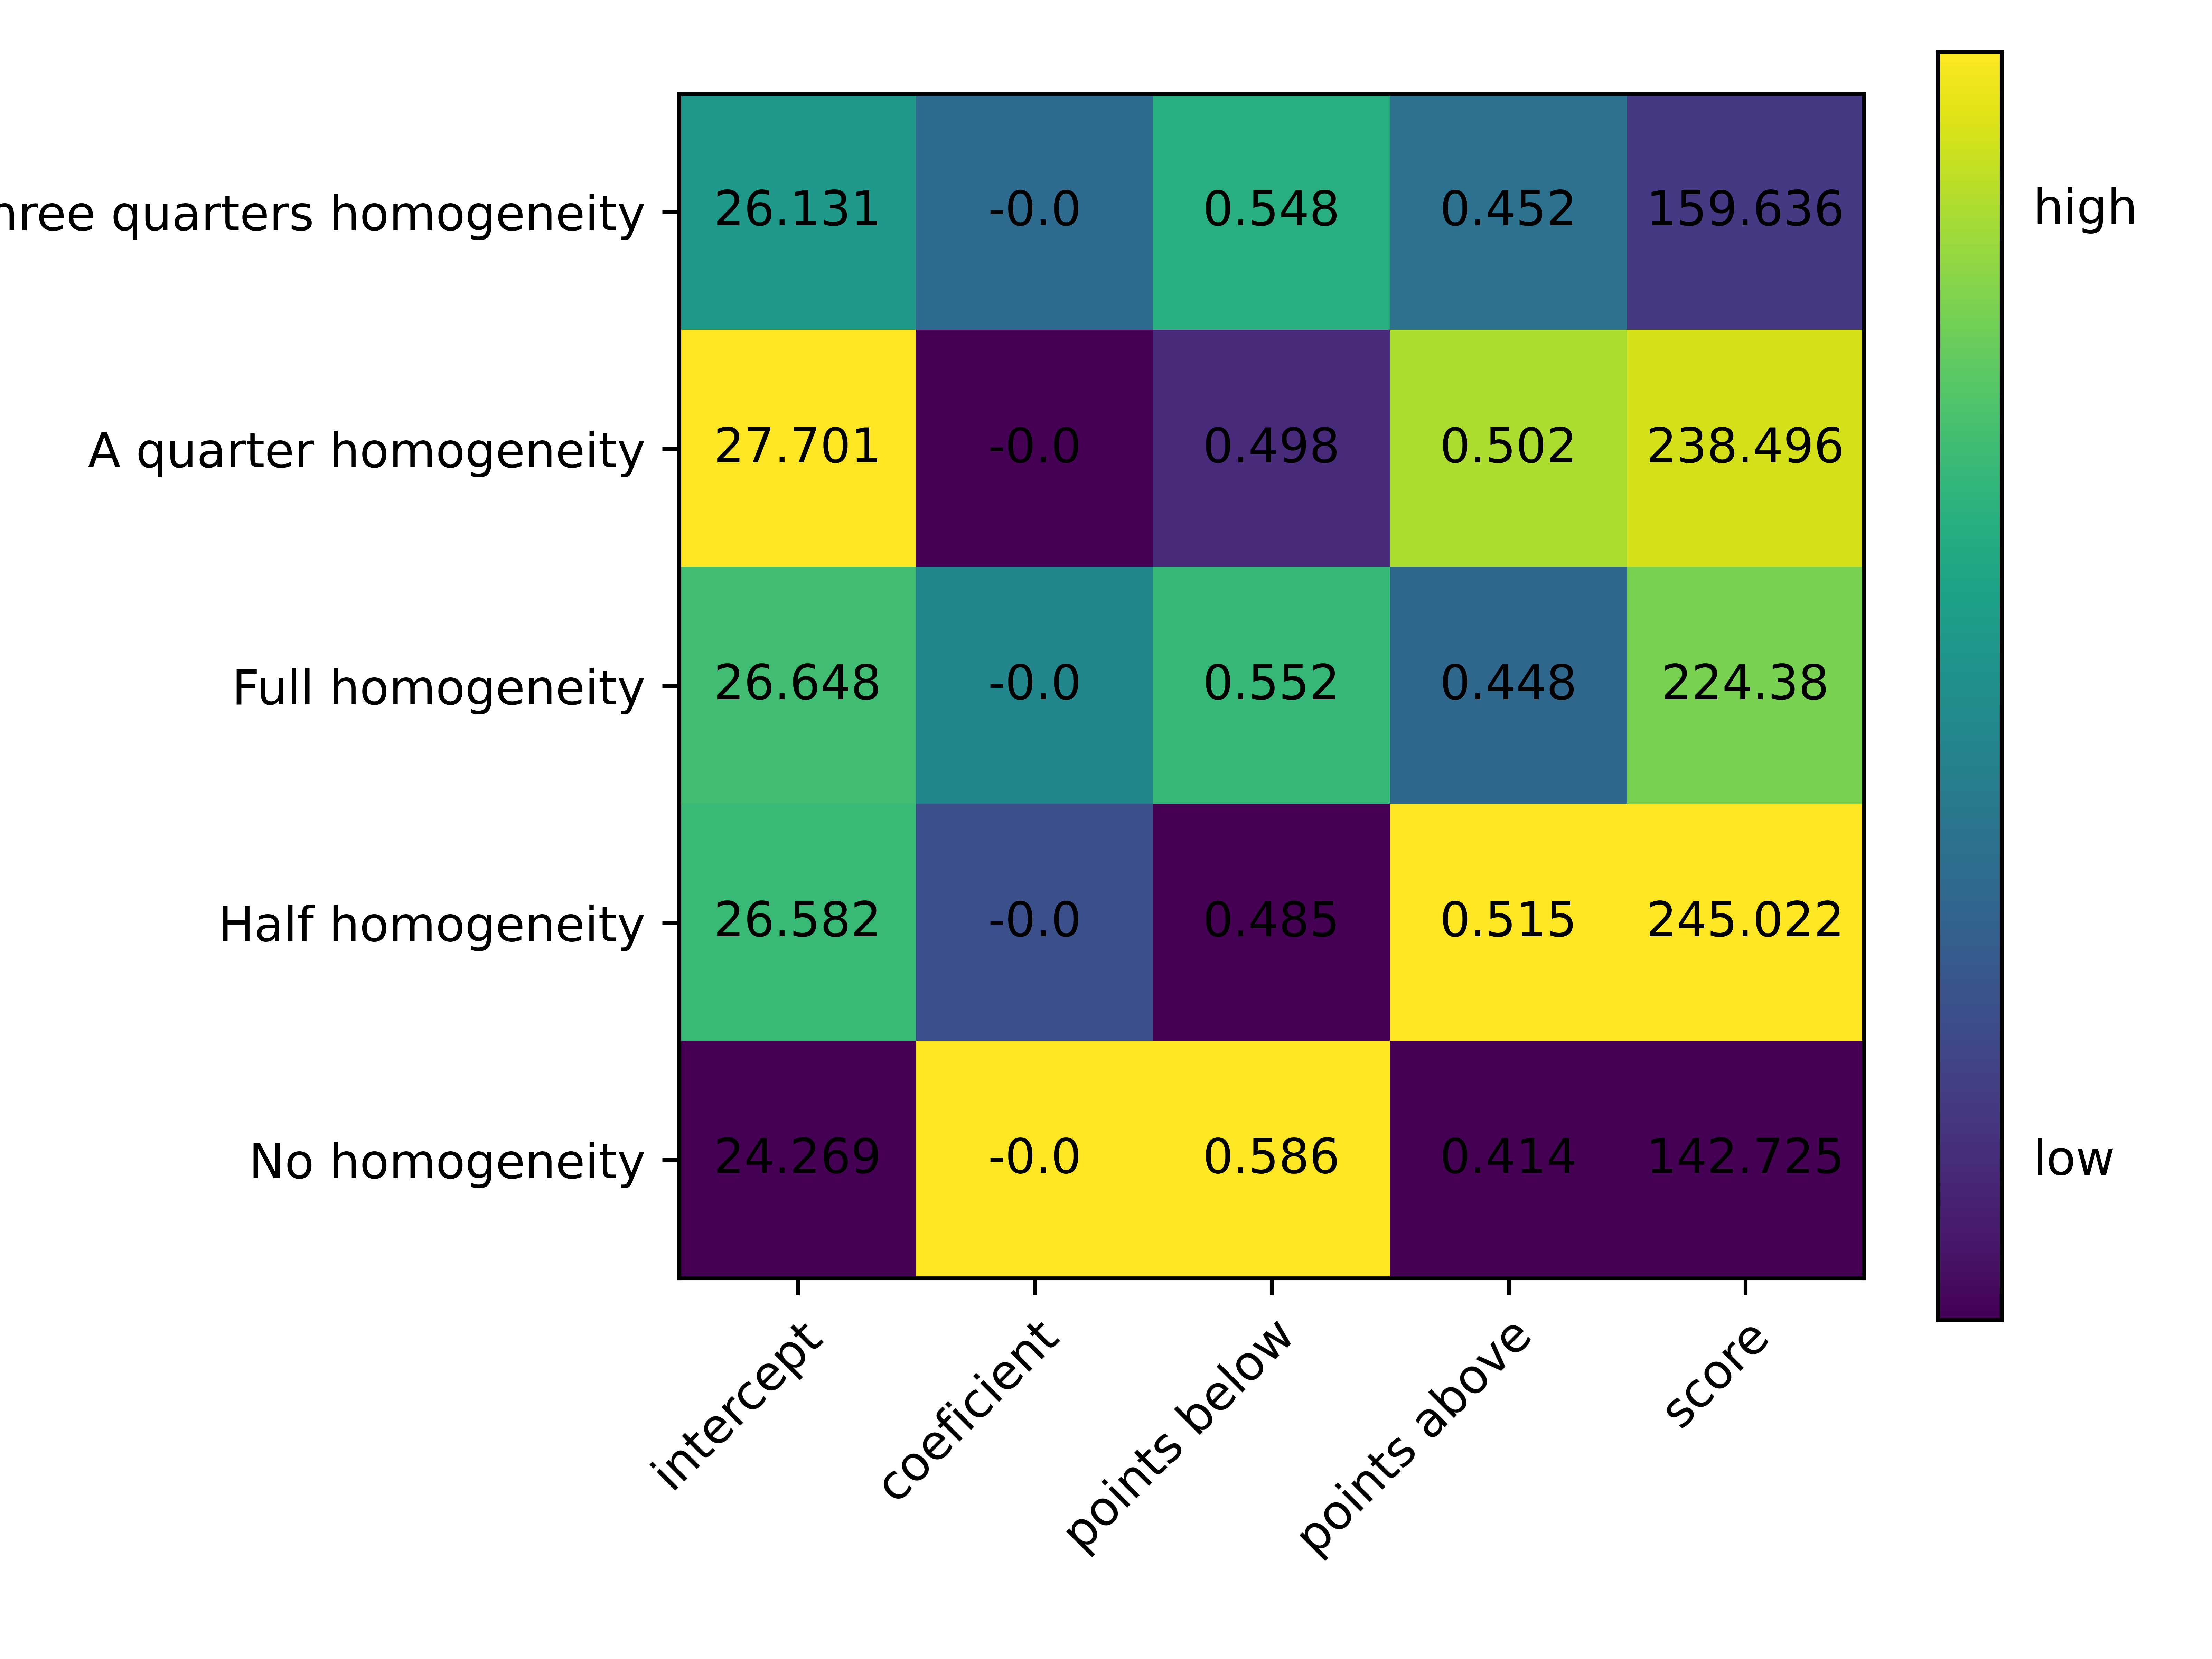 hree quarters homogeneity 26.131 -0.0 0.548 0.452 159.636 high
A quarter homogeneity 27.701 -0.0 0.498 0.502 238.496
Full homogeneity 26.648 -0.0 0.552 0.448 224.38
Half homogeneity 26.582 -0.0 0.485 0.515 245.022
No homogeneity 24.269 -0.0 0.586 0.414 142.725 low
intercept coeficient points below points above score